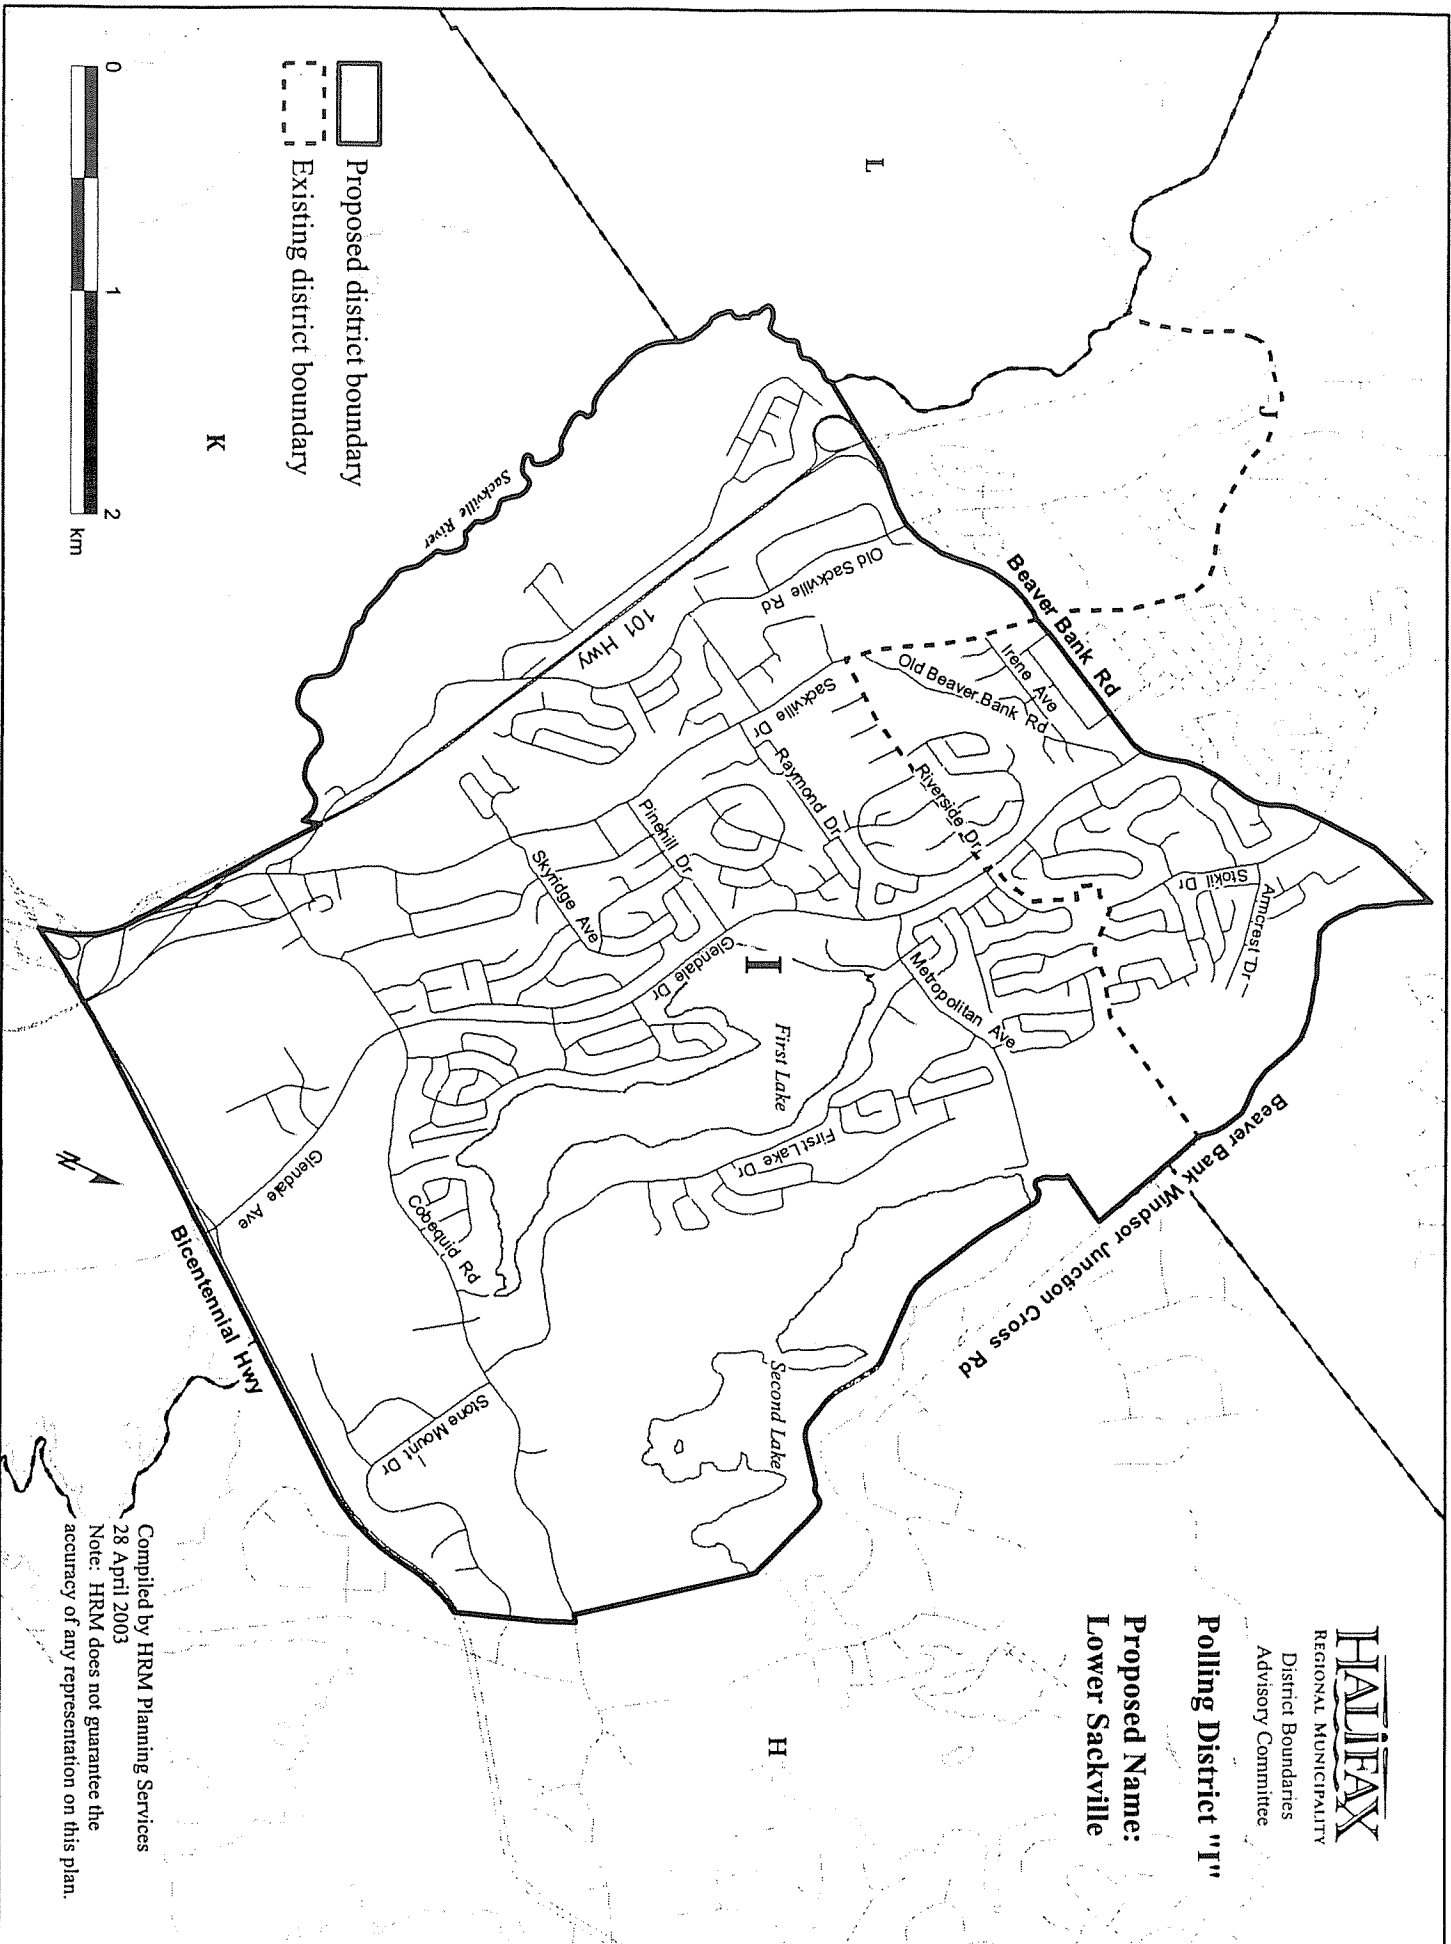 HALIFAX
REGIONAL MUNICIPALITY
District Boundaries
Advisory Committee
Polling District "I"
Proposed Name:
Lower Sackville
L
J
K
H
I
Beaver Bank Rd
Beaver Bank Windsor Junction Cross Rd
Irene Ave
Old Beaver Bank Rd
Old Sackville Rd
Sackville Dr
Riverside Dr
Raymond Dr
Stokil Dr
Armcrest Dr
Metropolitan Ave
Pinehill Dr
Skyridge Ave
Glendale Dr
First Lake
First Lake Dr
Second Lake
101 Hwy
Sackville River
Cobequid Rd
Glendale Ave
Stone Mount Dr
Bicentennial Hwy
N
Proposed district boundary
Existing district boundary
0 1 2
km
Compiled by HRM Planning Services
28 April 2003
Note: HRM does not guarantee the
accuracy of any representation on this plan.